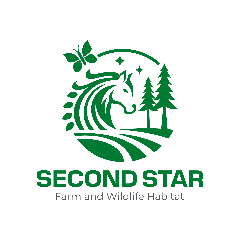 SECOND STAR
Farm and Wildlife Habitat